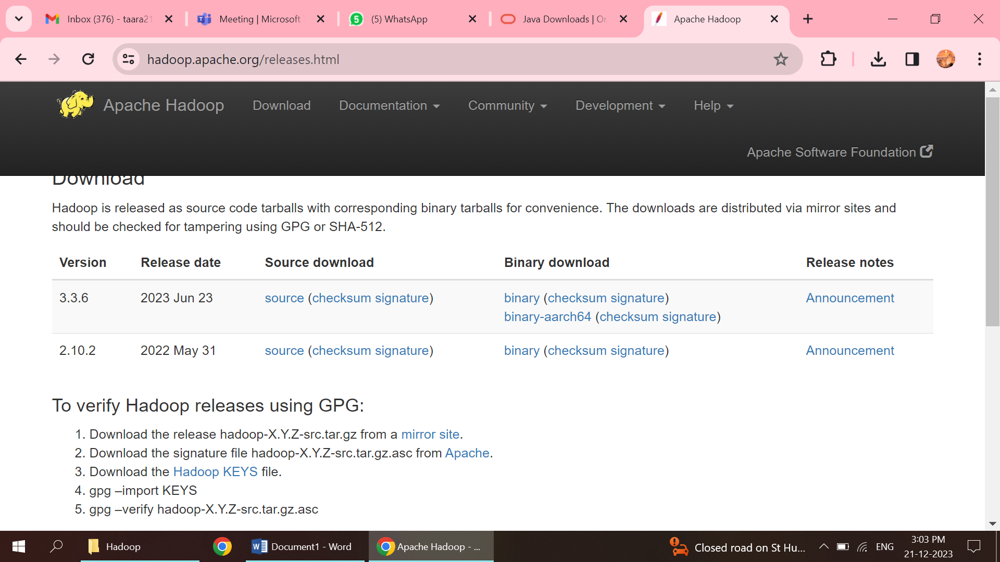 Inbox (376) - taara21
Meeting | Microsoft
5
(5) WhatsApp
Java Downloads | Or
Apache Hadoop
hadoop.apache.org/releases.html
Apache Hadoop
Download
Documentation
Community
Development
Help
Apache Software Foundation
Download
Hadoop is released as source code tarballs with corresponding binary tarballs for convenience. The downloads are distributed via mirror sites and
should be checked for tampering using GPG or SHA-512.
Version Release date Source download Binary download Release notes
3.3.6 2023 Jun 23 source (checksum signature) binary (checksum signature) Announcement
binary-aarch64 (checksum signature)
2.10.2 2022 May 31 source (checksum signature) binary (checksum signature) Announcement
To verify Hadoop releases using GPG:
1. Download the release hadoop-X.Y.Z-src.tar.gz from a mirror site.
2. Download the signature file hadoop-X.Y.Z-src.tar.gz.asc from Apache.
3. Download the Hadoop KEYS file.
4. gpg –import KEYS
5. gpg –verify hadoop-X.Y.Z-src.tar.gz.asc
Hadoop
Document1 - Word
Apache Hadoop - ...
Closed road on St Hu...
ENG
3:03 PM
21-12-2023